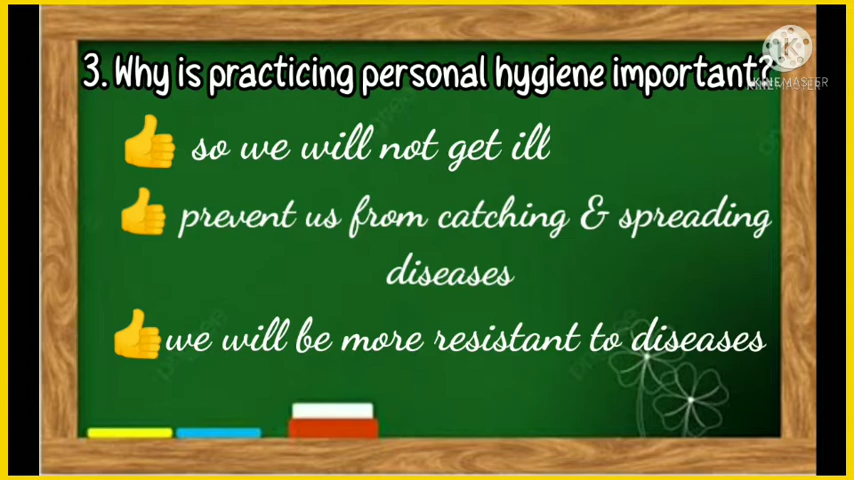 3. Why is practicing personal hygiene important?
KINEMASTER
so we will not get ill
prevent us from catching & spreading
diseases
we will be more resistant to diseases